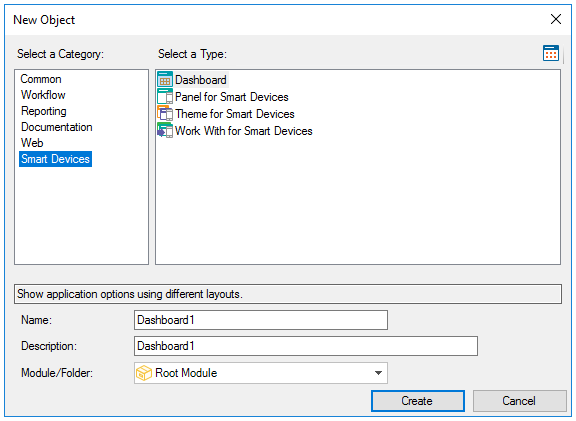 New Object
Select a Category:
Select a Type:
Common
Workflow
Reporting
Documentation
Web
Smart Devices
Dashboard
Panel for Smart Devices
Theme for Smart Devices
Work With for Smart Devices
Show application options using different layouts.
Name:
Dashboard1
Description:
Dashboard1
Module/Folder:
Root Module
Create
Cancel